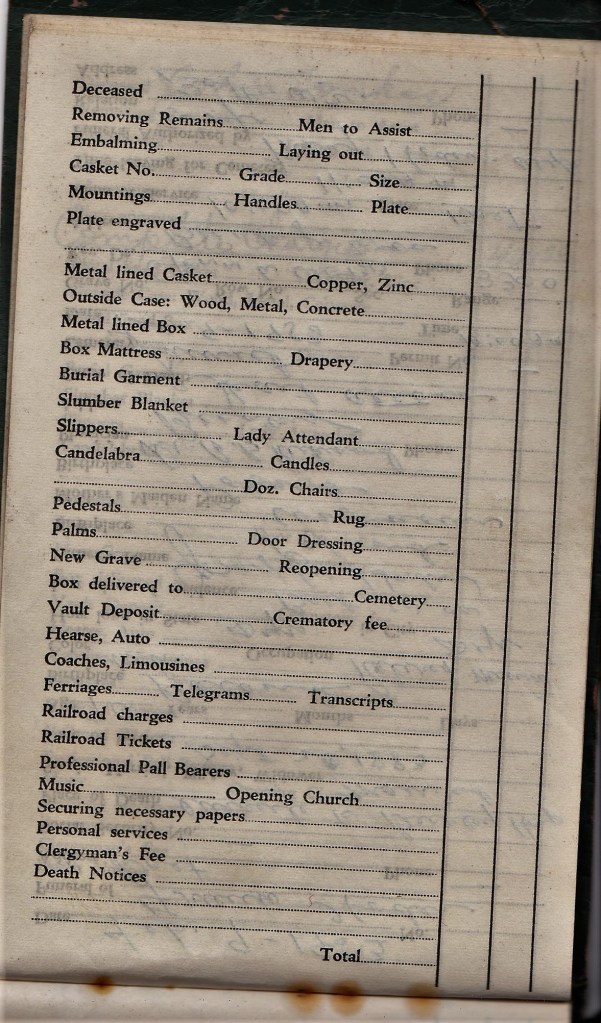 Deceased
Removing Remains Men to Assist
Embalming Laying out
Casket No. Grade Size
Mountings Handles Plate
Plate engraved
Metal lined Casket Copper, Zinc
Outside Case: Wood, Metal, Concrete
Metal lined Box
Box Mattress Drapery
Burial Garment
Slumber Blanket
Slippers Lady Attendant
Candelabra Candles
Doz. Chairs
Pedestals Rug
Palms Door Dressing
New Grave Reopening
Box delivered to Cemetery
Vault Deposit Crematory fee
Hearse, Auto
Coaches, Limousines
Ferriages Telegrams Transcripts
Railroad charges
Railroad Tickets
Professional Pall Bearers
Music Opening Church
Securing necessary papers
Personal services
Clergyman's Fee
Death Notices
Total